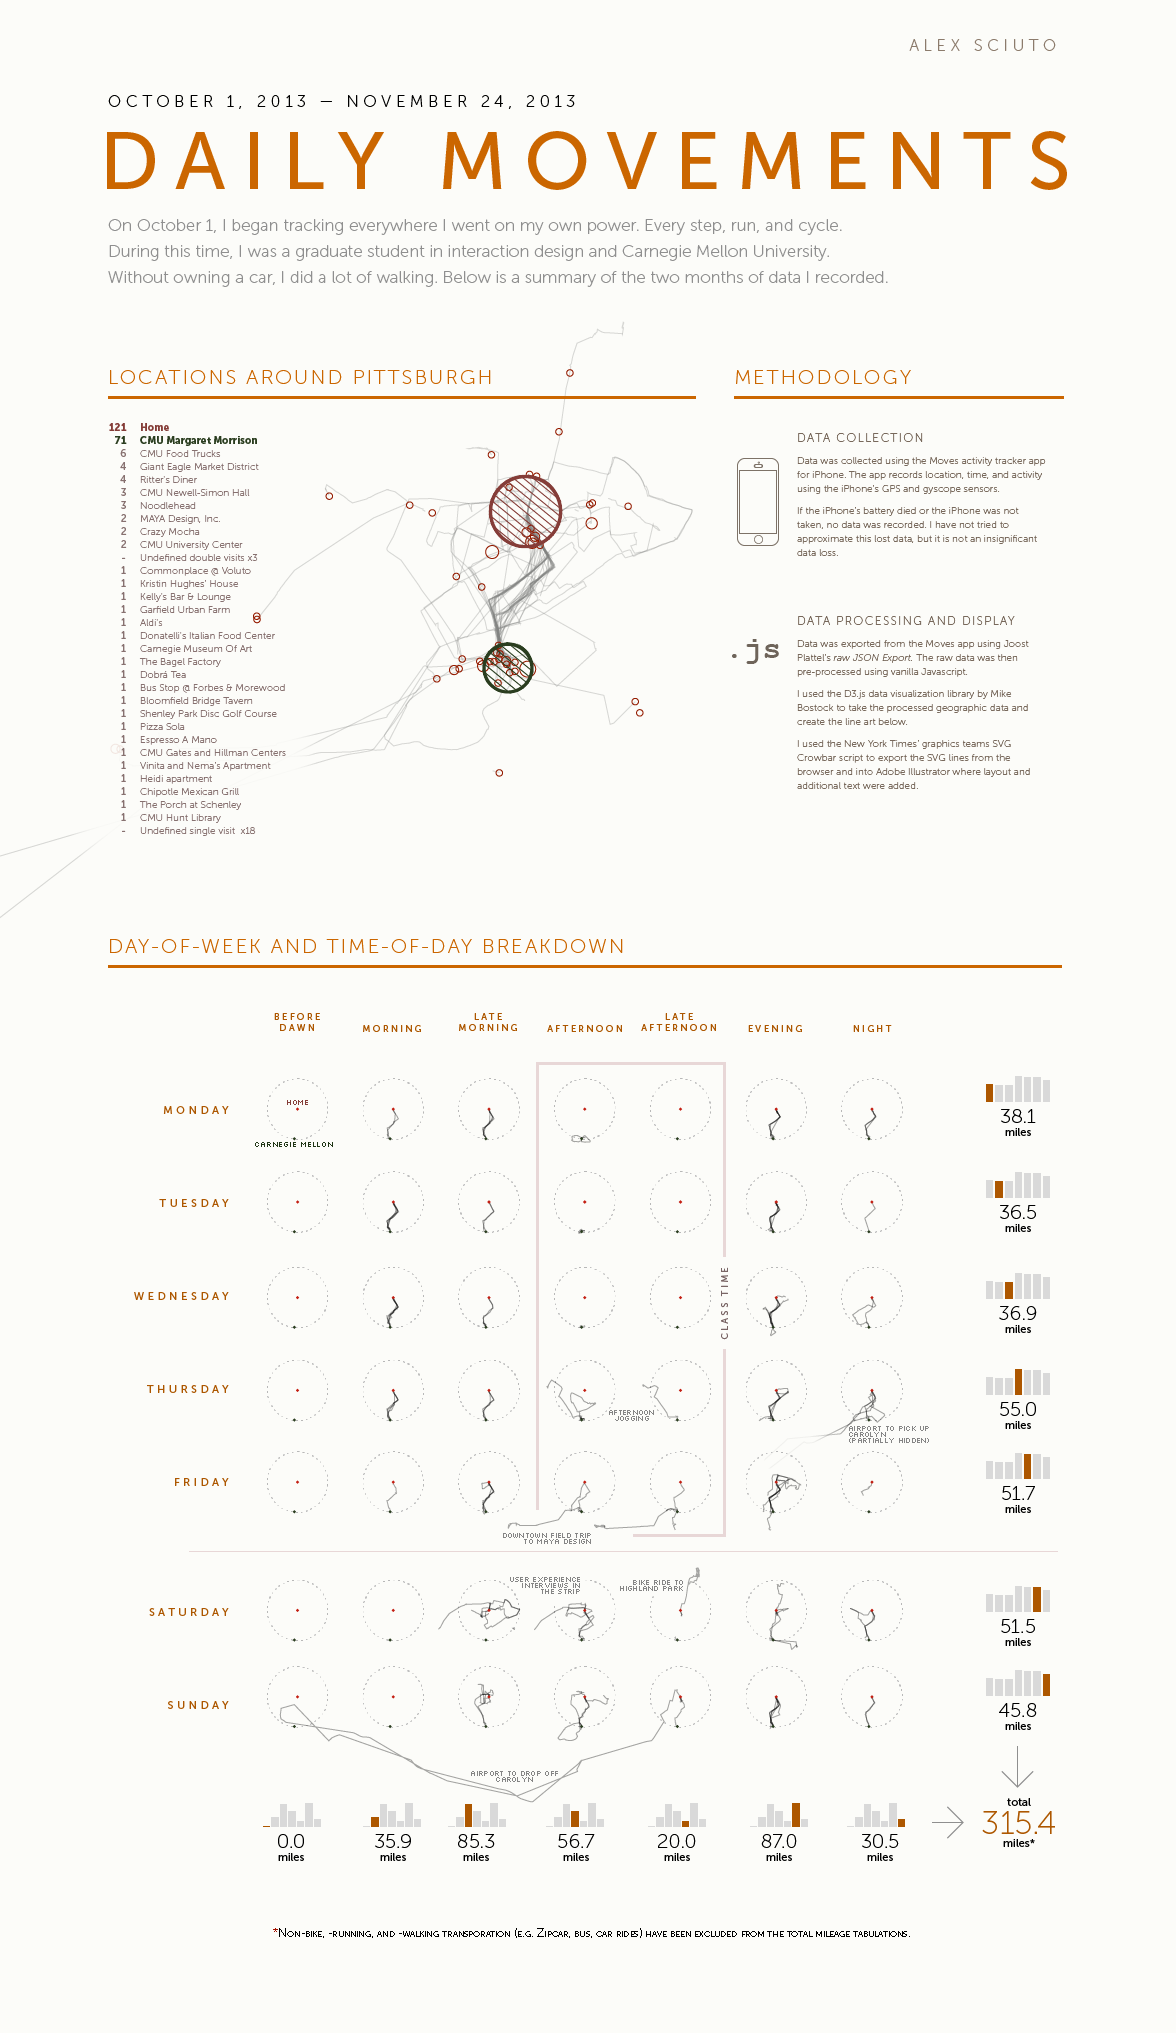 ALEX SCIUTO
OCTOBER 1, 2013 — NOVEMBER 24, 2013
DAILY MOVEMENTS
On October 1, I began tracking everywhere I went on my own power. Every step, run, and cycle.
During this time, I was a graduate student in interaction design and Carnegie Mellon University.
Without owning a car, I did a lot of walking. Below is a summary of the two months of data I recorded.
LOCATIONS AROUND PITTSBURGH
121 Home
71 CMU Margaret Morrison
6 CMU Food Trucks
4 Giant Eagle Market District
4 Ritter's Diner
3 CMU Newell-Simon Hall
3 Noodlehead
2 MAYA Design, Inc.
2 Crazy Mocha
2 CMU University Center
- Undefined double visits x3
1 Commonplace @ Voluto
1 Kristin Hughes' House
1 Kelly's Bar & Lounge
1 Garfield Urban Farm
1 Aldi's
1 Donatelli's Italian Food Center
1 Carnegie Museum Of Art
1 The Bagel Factory
1 Dobrá Tea
1 Bus Stop @ Forbes & Morewood
1 Bloomfield Bridge Tavern
1 Shenley Park Disc Golf Course
1 Pizza Sola
1 Espresso A Mano
1 CMU Gates and Hillman Centers
1 Vinita and Nema's Apartment
1 Heidi apartment
1 Chipotle Mexican Grill
1 The Porch at Schenley
1 CMU Hunt Library
- Undefined single visit x18
METHODOLOGY
DATA COLLECTION
Data was collected using the Moves activity tracker app
for iPhone. The app records location, time, and activity
using the iPhone's GPS and gyscope sensors.
If the iPhone's battery died or the iPhone was not
taken, no data was recorded. I have not tried to
approximate this lost data, but it is not an insignificant
data loss.
.js
DATA PROCESSING AND DISPLAY
Data was exported from the Moves app using Joost
Plattel's raw JSON Export. The raw data was then
pre-processed using vanilla Javascript.
I used the D3.js data visualization library by Mike
Bostock to take the processed geographic data and
create the line art below.
I used the New York Times' graphics teams SVG
Crowbar script to export the SVG lines from the
browser and into Adobe Illustrator where layout and
additional text were added.
DAY-OF-WEEK AND TIME-OF-DAY BREAKDOWN
BEFORE
DAWN
MORNING
LATE
MORNING
AFTERNOON
LATE
AFTERNOON
EVENING
NIGHT
MONDAY
HOME
CARNEGIE MELLON
38.1
miles
TUESDAY
36.5
miles
WEDNESDAY
CLASS TIME
36.9
miles
THURSDAY
AFTERNOON
JOGGING
AIRPORT TO PICK UP
CAROLYN
(PARTIALLY HIDDEN)
55.0
miles
FRIDAY
DOWNTOWN FIELD TRIP
TO MAYA DESIGN
51.7
miles
SATURDAY
USER EXPERIENCE
INTERVIEWS IN
THE STRIP
BIKE RIDE TO
HIGHLAND PARK
51.5
miles
SUNDAY
AIRPORT TO DROP OFF
CAROLYN
45.8
miles
0.0
miles
35.9
miles
85.3
miles
56.7
miles
20.0
miles
87.0
miles
30.5
miles
total
315.4
miles*
*Non-bike, -running, and -walking transporation (e.g. Zipcar, bus, car rides) have been excluded from the total mileage tabulations.